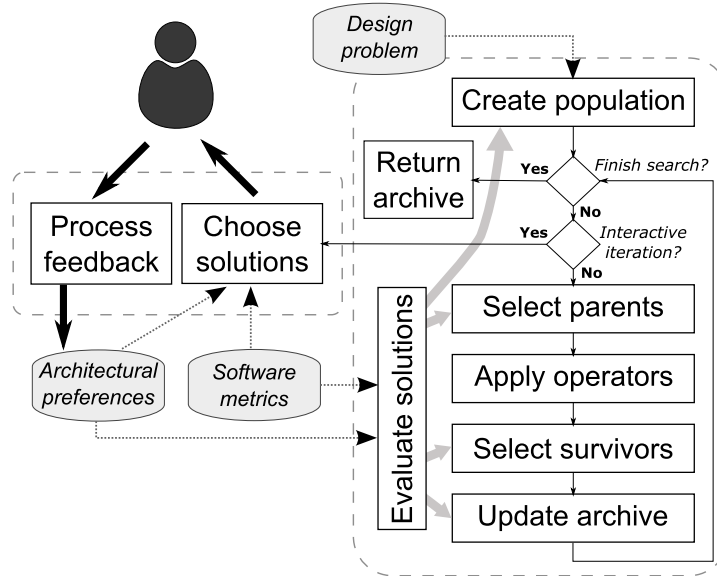 Design
problem
Create population
Return
archive
Yes
Finish search?
No
Process
feedback
Choose
solutions
Yes
Interactive
iteration?
No
Evaluate solutions
Select parents
Architectural
preferences
Software
metrics
Apply operators
Select survivors
Update archive